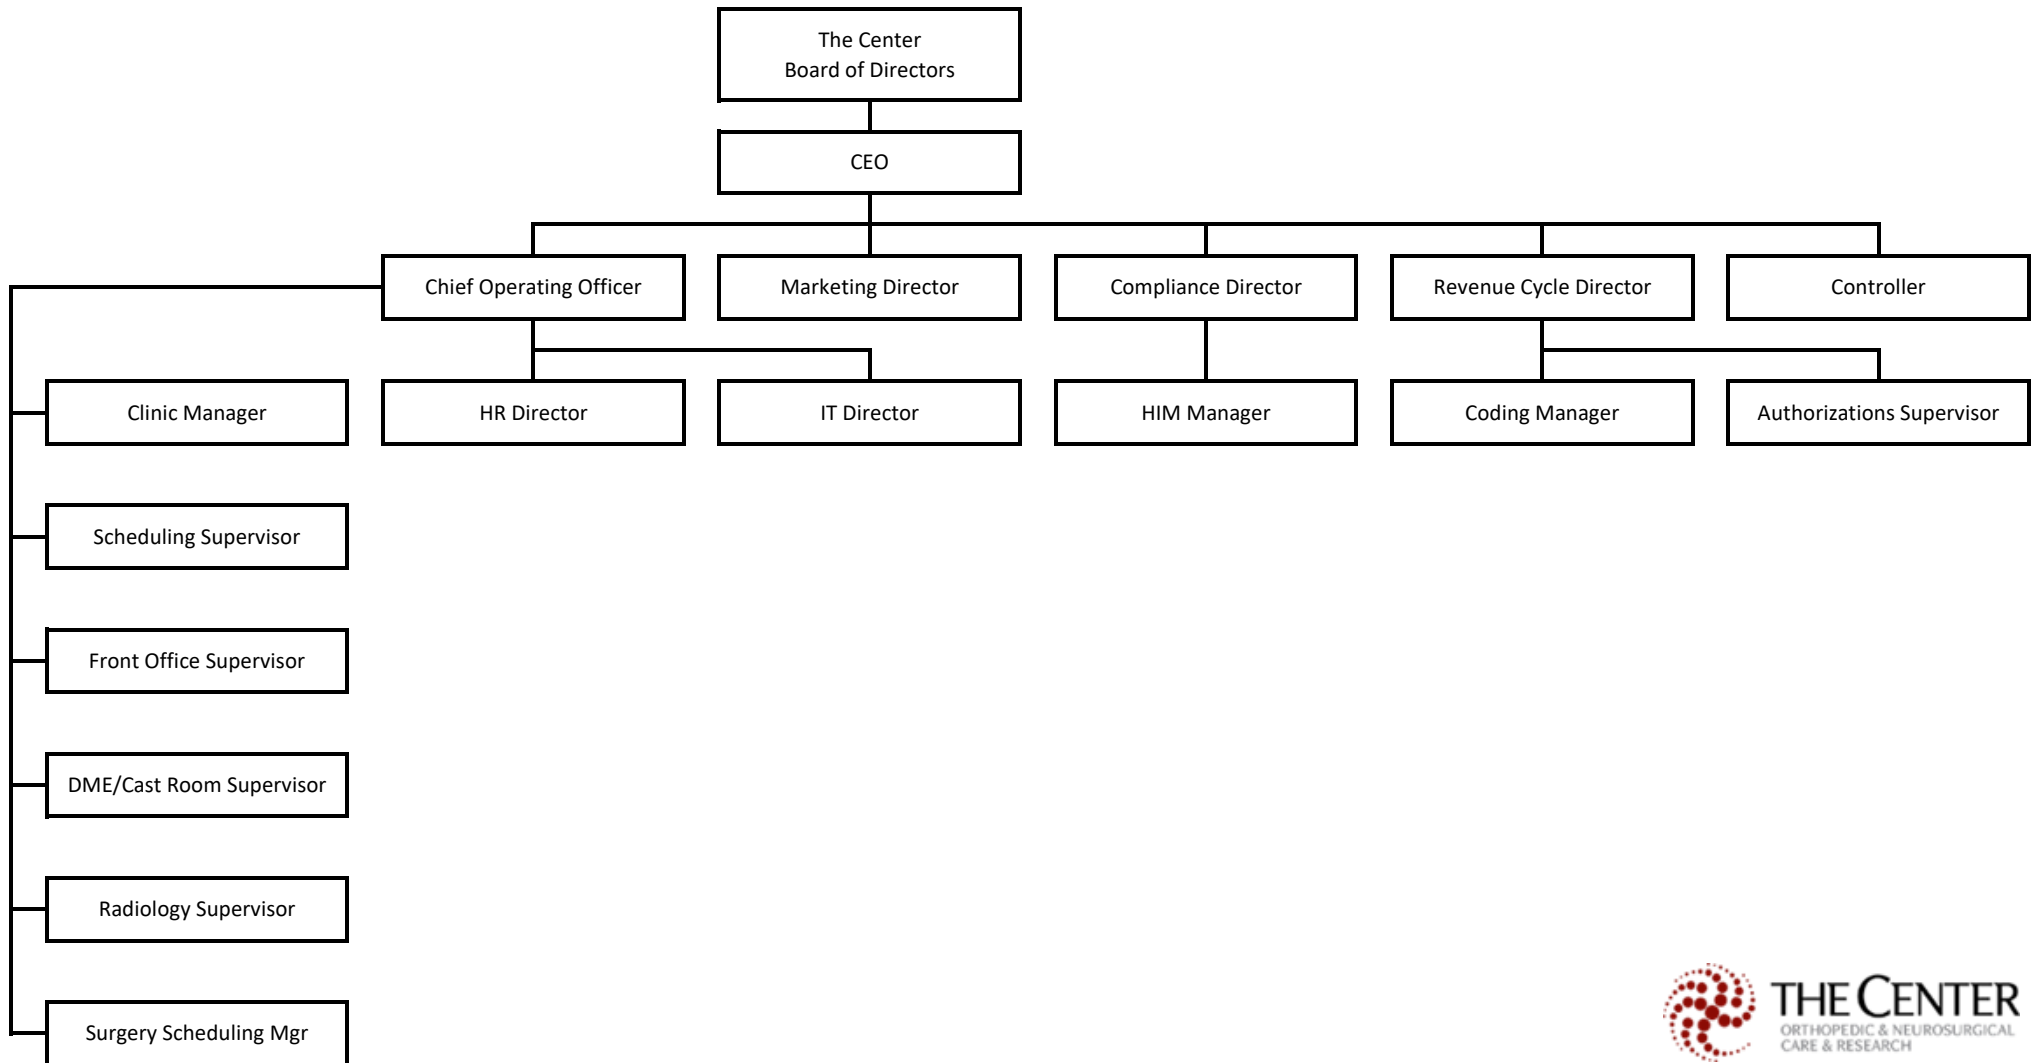 The Center
Board of Directors
CEO
Chief Operating Officer
Marketing Director
Compliance Director
Revenue Cycle Director
Controller
Clinic Manager
HR Director
IT Director
HIM Manager
Coding Manager
Authorizations Supervisor
Scheduling Supervisor
Front Office Supervisor
DME/Cast Room Supervisor
Radiology Supervisor
Surgery Scheduling Mgr
THE CENTER
ORTHOPEDIC & NEUROSURGICAL
CARE & RESEARCH